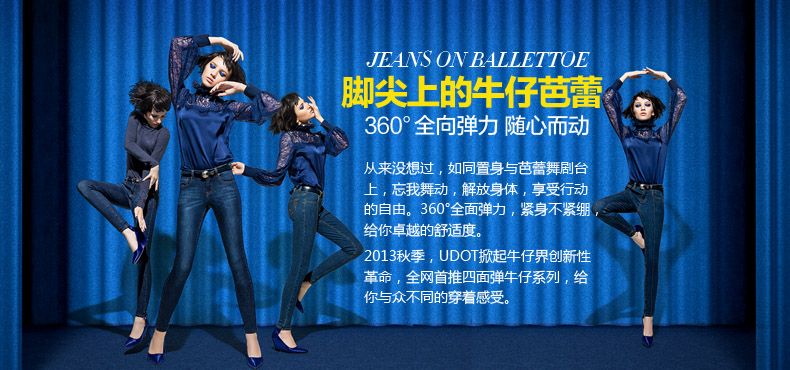 JEANS ON BALLETTOE
脚尖上的牛仔芭蕾
360° 全向弹力 随心而动
从来没想过，如同置身与芭蕾舞剧台
上，忘我舞动，解放身体，享受行动
的自由。360°全面弹力，紧身不紧绷，
给你卓越的舒适度。
2013秋季，UDOT掀起牛仔界创新性
革命，全网首推四面弹牛仔系列，给
你与众不同的穿着感受。